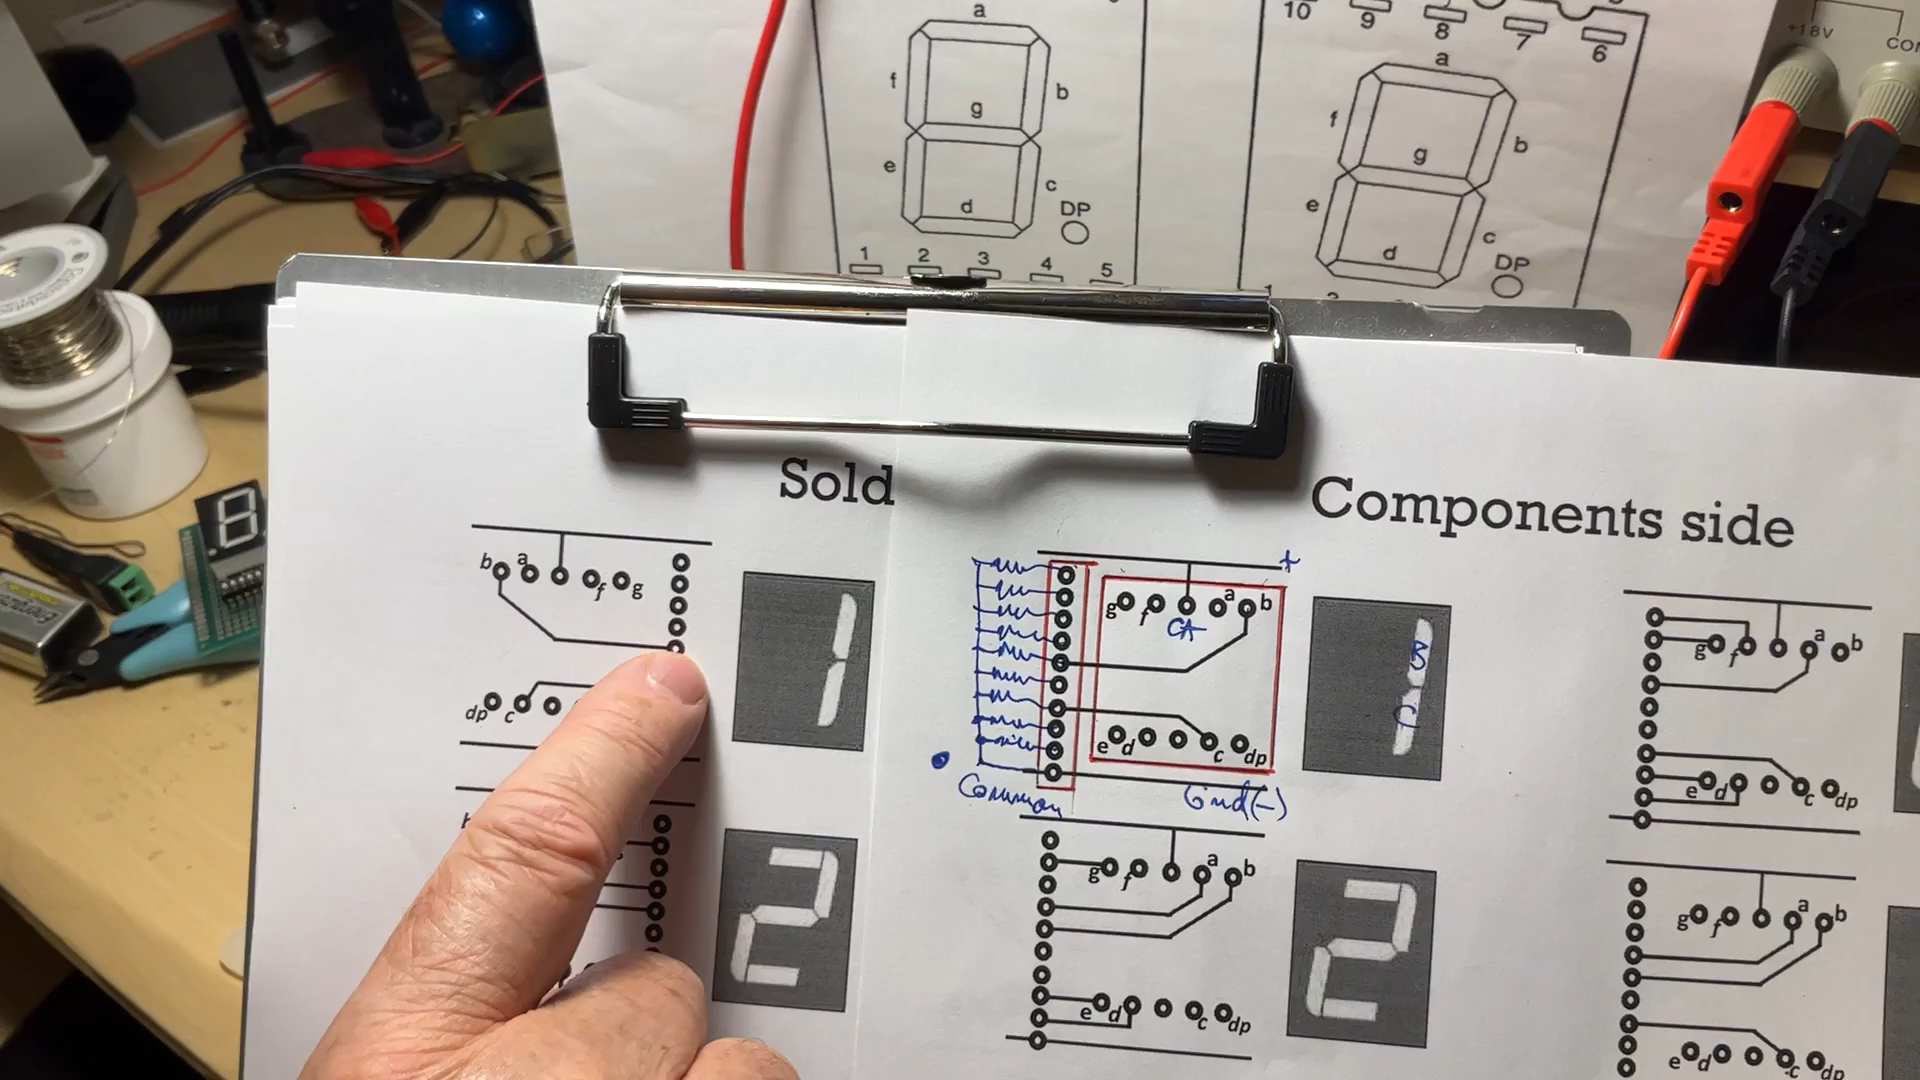 a
f
b
g
e
c
d
DP
1 2 3 4 5
10 9 8 7 6
a
f
b
g
e
c
d
DP
+18V
Sold
Components side
b a f g
dp c
g f CA a b
+
B
C
e d c dp
Common
Gnd(-)
g f a b
e d c dp
g f a b
e d c dp
g f a b
e d c dp